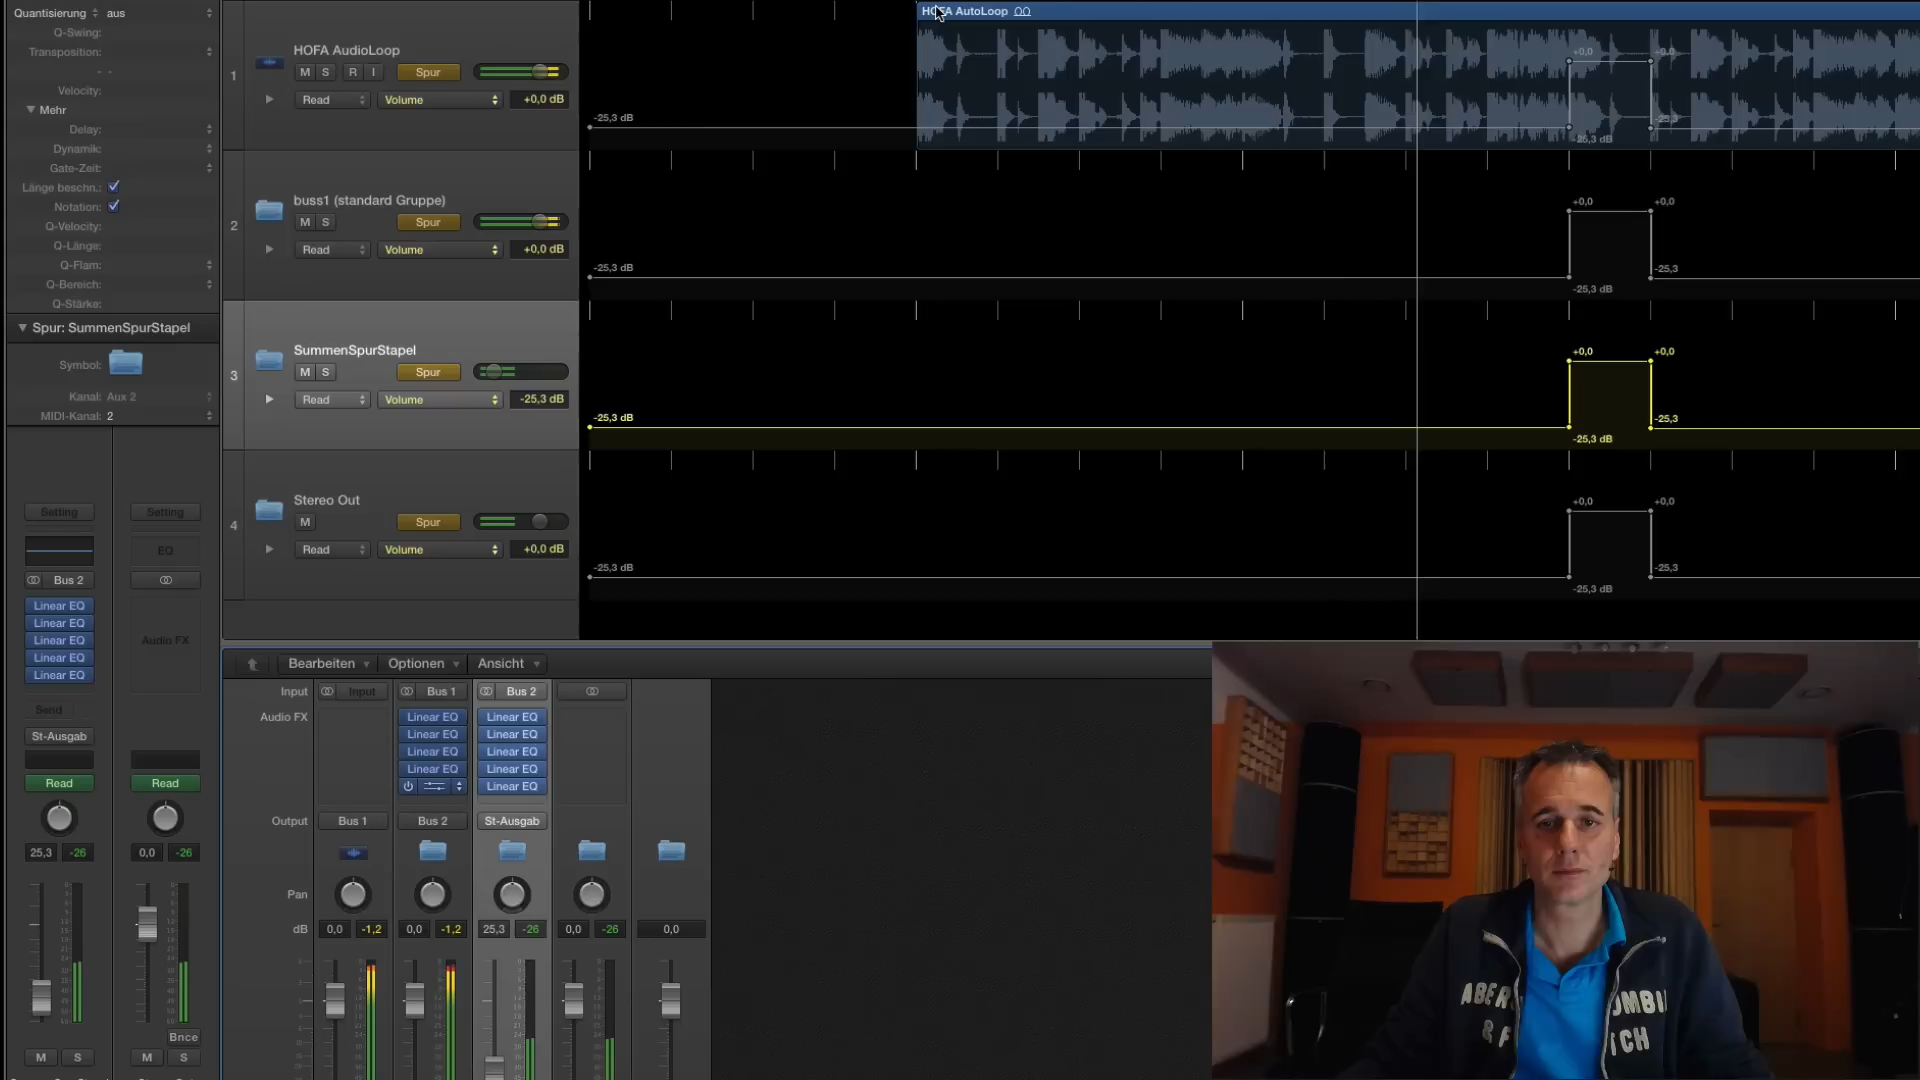 Quantisierung aus
Q-Swing:
Transposition:
- -
Velocity:
Mehr
Delay:
Dynamik:
Gate-Zeit:
Länge beschn.:
Notation:
Q-Velocity:
Q-Länge:
Q-Flam:
Q-Bereich:
Q-Stärke:
Spur: SummenSpurStapel
Symbol:
Kanal: Aux 2
MIDI-Kanal: 2
Setting Setting
EQ
Bus 2
Linear EQ
Linear EQ
Linear EQ
Linear EQ
Linear EQ
Audio FX
Send
St-Ausgab
Read Read
25,3 -26 0,0 -26
Bnce
M S M S
1 HOFA AudioLoop
M S R I Spur
Read Volume +0,0 dB
2 buss1 (standard Gruppe)
M S Spur
Read Volume +0,0 dB
3 SummenSpurStapel
M S Spur
Read Volume -25,3 dB
4 Stereo Out
M Spur
Read Volume +0,0 dB
HOFA AutoLoop
+0,0 +0,0
-25,3 dB -25,3
-25,3 dB
+0,0 +0,0
-25,3 dB -25,3
-25,3 dB
+0,0 +0,0
-25,3 dB -25,3
-25,3 dB
+0,0 +0,0
-25,3 dB -25,3
-25,3 dB
Bearbeiten Optionen Ansicht
Input Input Bus 1 Bus 2
Audio FX Linear EQ Linear EQ
Linear EQ Linear EQ
Linear EQ Linear EQ
Linear EQ Linear EQ
Linear EQ
Output Bus 1 Bus 2 St-Ausgab
Pan
dB 0,0 -1,2 0,0 -1,2 25,3 -26 0,0 -26 0,0
ABER OMBI
& F ITCH